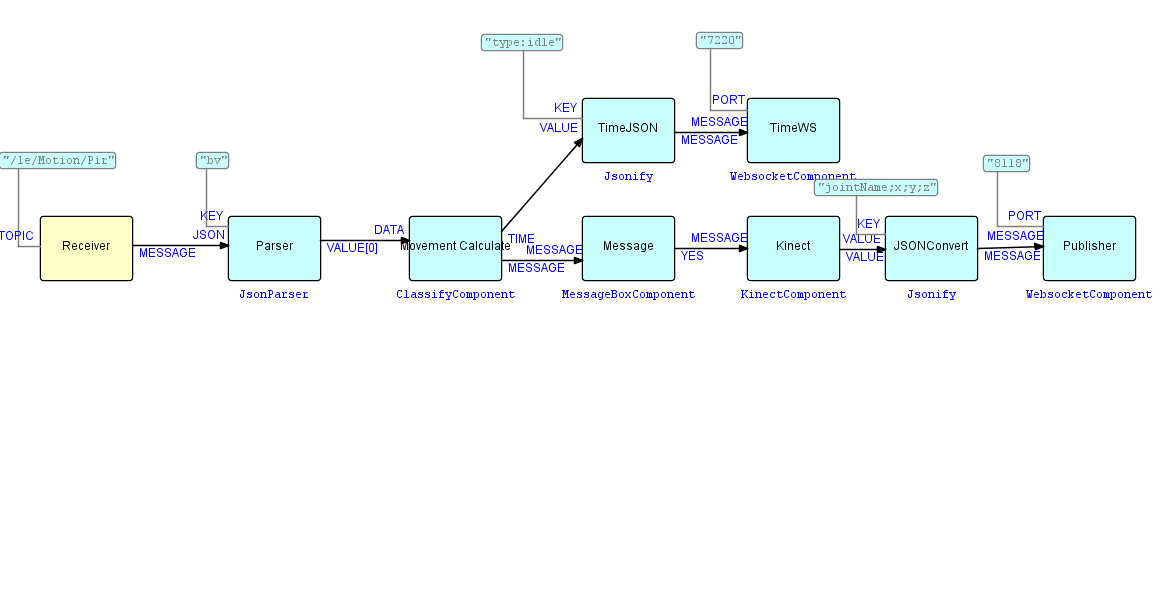 "type:idle"
"7220"
KEY
VALUE
TimeJSON
Jsonify
PORT
MESSAGE
MESSAGE
TimeWS
WebsocketComponent
"/le/Motion/Pir"
TOPIC
Receiver
MESSAGE
"bv"
KEY
JSON
Parser
JsonParser
VALUE[0]
DATA
Movement Calculate
ClassifyComponent
TIME
MESSAGE
MESSAGE
Message
MessageBoxComponent
YES
MESSAGE
Kinect
KinectComponent
"jointName;x;y;z"
KEY
VALUE
VALUE
JSONConvert
Jsonify
"8118"
PORT
MESSAGE
MESSAGE
Publisher
WebsocketComponent